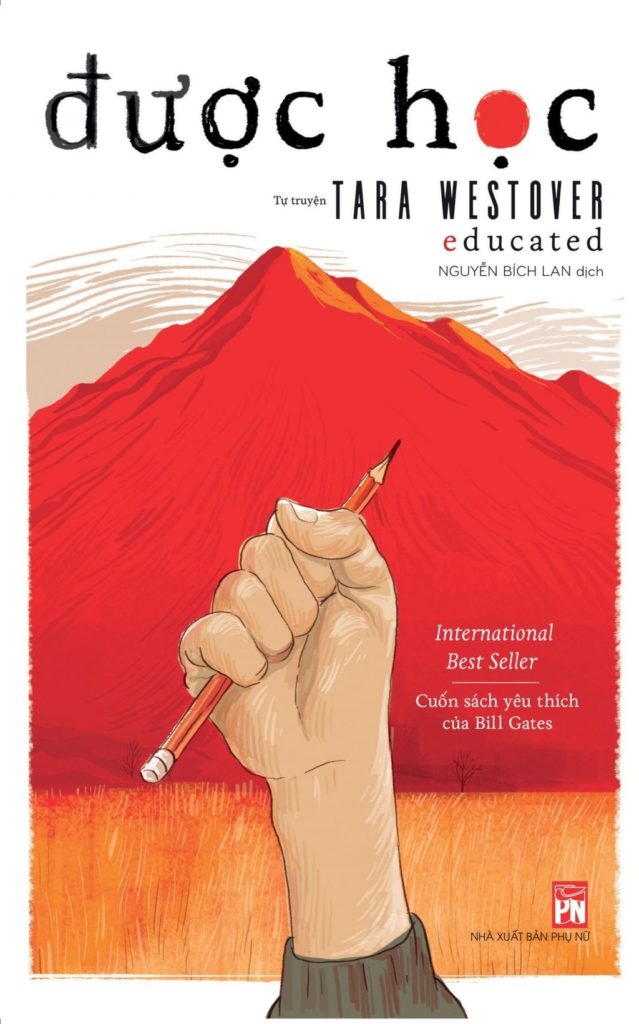 được học
Tự truyện TARA WESTOVER
educated
NGUYỄN BÍCH LAN dịch
International
Best Seller
Cuốn sách yêu thích
của Bill Gates
PN
NHÀ XUẤT BẢN PHỤ NỮ